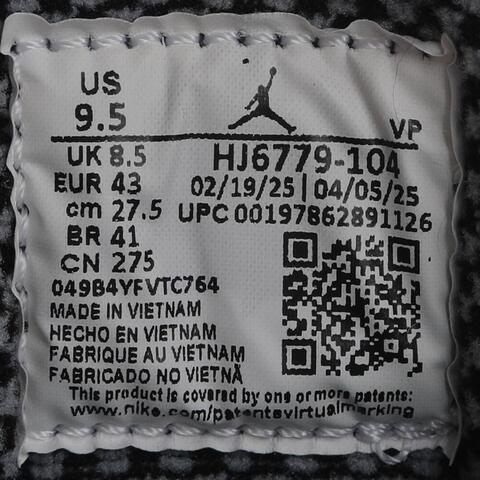 US
9.5
VP
UK 8.5
HJ6779-104
EUR 43
02/19/25 | 04/05/25
cm 27.5
UPC 00197862891126
BR 41
CN 275
049B4YFVTC764
MADE IN VIETNAM
HECHO EN VIETNAM
FABRIQUE AU VIETNAM
FABRICADO NO VIETNÃ
This product is covered by one or more patents:
www.nike.com/patentsvirtualmarking